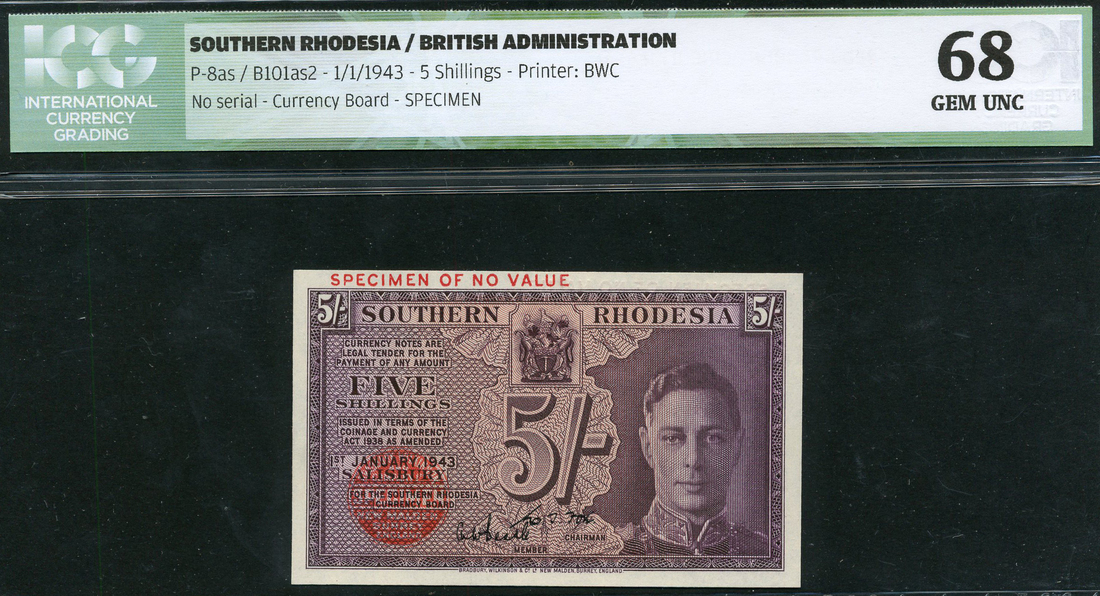 ICG
INTERNATIONAL
CURRENCY
GRADING
SOUTHERN RHODESIA / BRITISH ADMINISTRATION
P-8as / B101as2 - 1/1/1943 - 5 Shillings - Printer: BWC
No serial - Currency Board - SPECIMEN
68
GEM UNC
SPECIMEN OF NO VALUE
5/- SOUTHERN RHODESIA 5/-
CURRENCY NOTES ARE
LEGAL TENDER FOR THE
PAYMENT OF ANY AMOUNT
FIVE
SHILLINGS
ISSUED IN TERMS OF THE
COINAGE AND CURRENCY
ACT 1938 AS AMENDED
1ST JANUARY 1943
SALISBURY
FOR THE SOUTHERN RHODESIA
CURRENCY BOARD
5/-
CHAIRMAN
MEMBER
BRADBURY, WILKINSON & Cº Lº NEW MALDEN, SURREY, ENGLAND